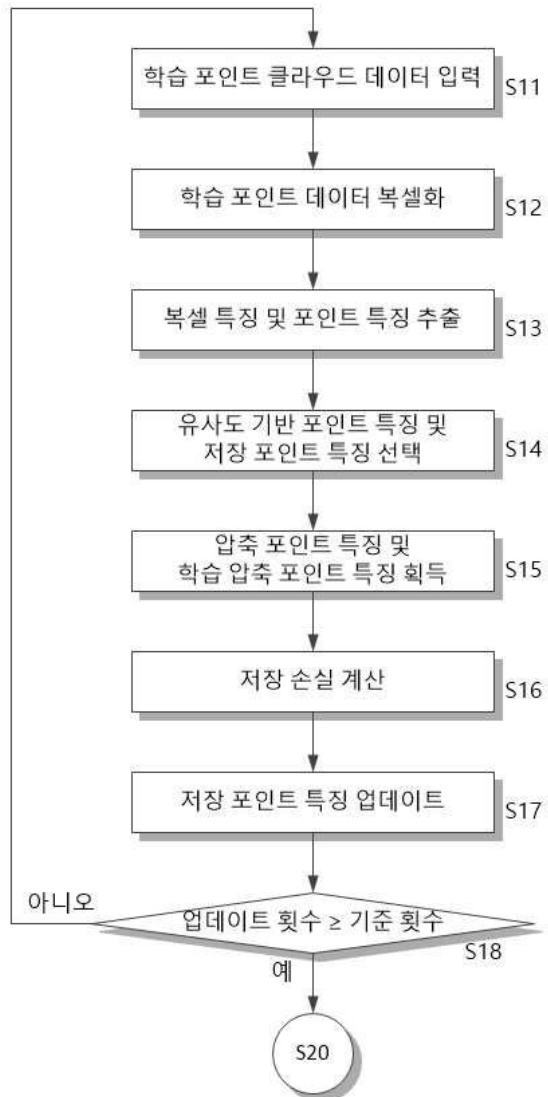 학습 포인트 클라우드 데이터 입력
S11
학습 포인트 데이터 복셀화
S12
복셀 특징 및 포인트 특징 추출
S13
유사도 기반 포인트 특징 및
저장 포인트 특징 선택
S14
압축 포인트 특징 및
학습 압축 포인트 특징 획득
S15
저장 손실 계산
S16
저장 포인트 특징 업데이트
S17
아니오
업데이트 횟수 ≥ 기준 횟수
S18
예
S20